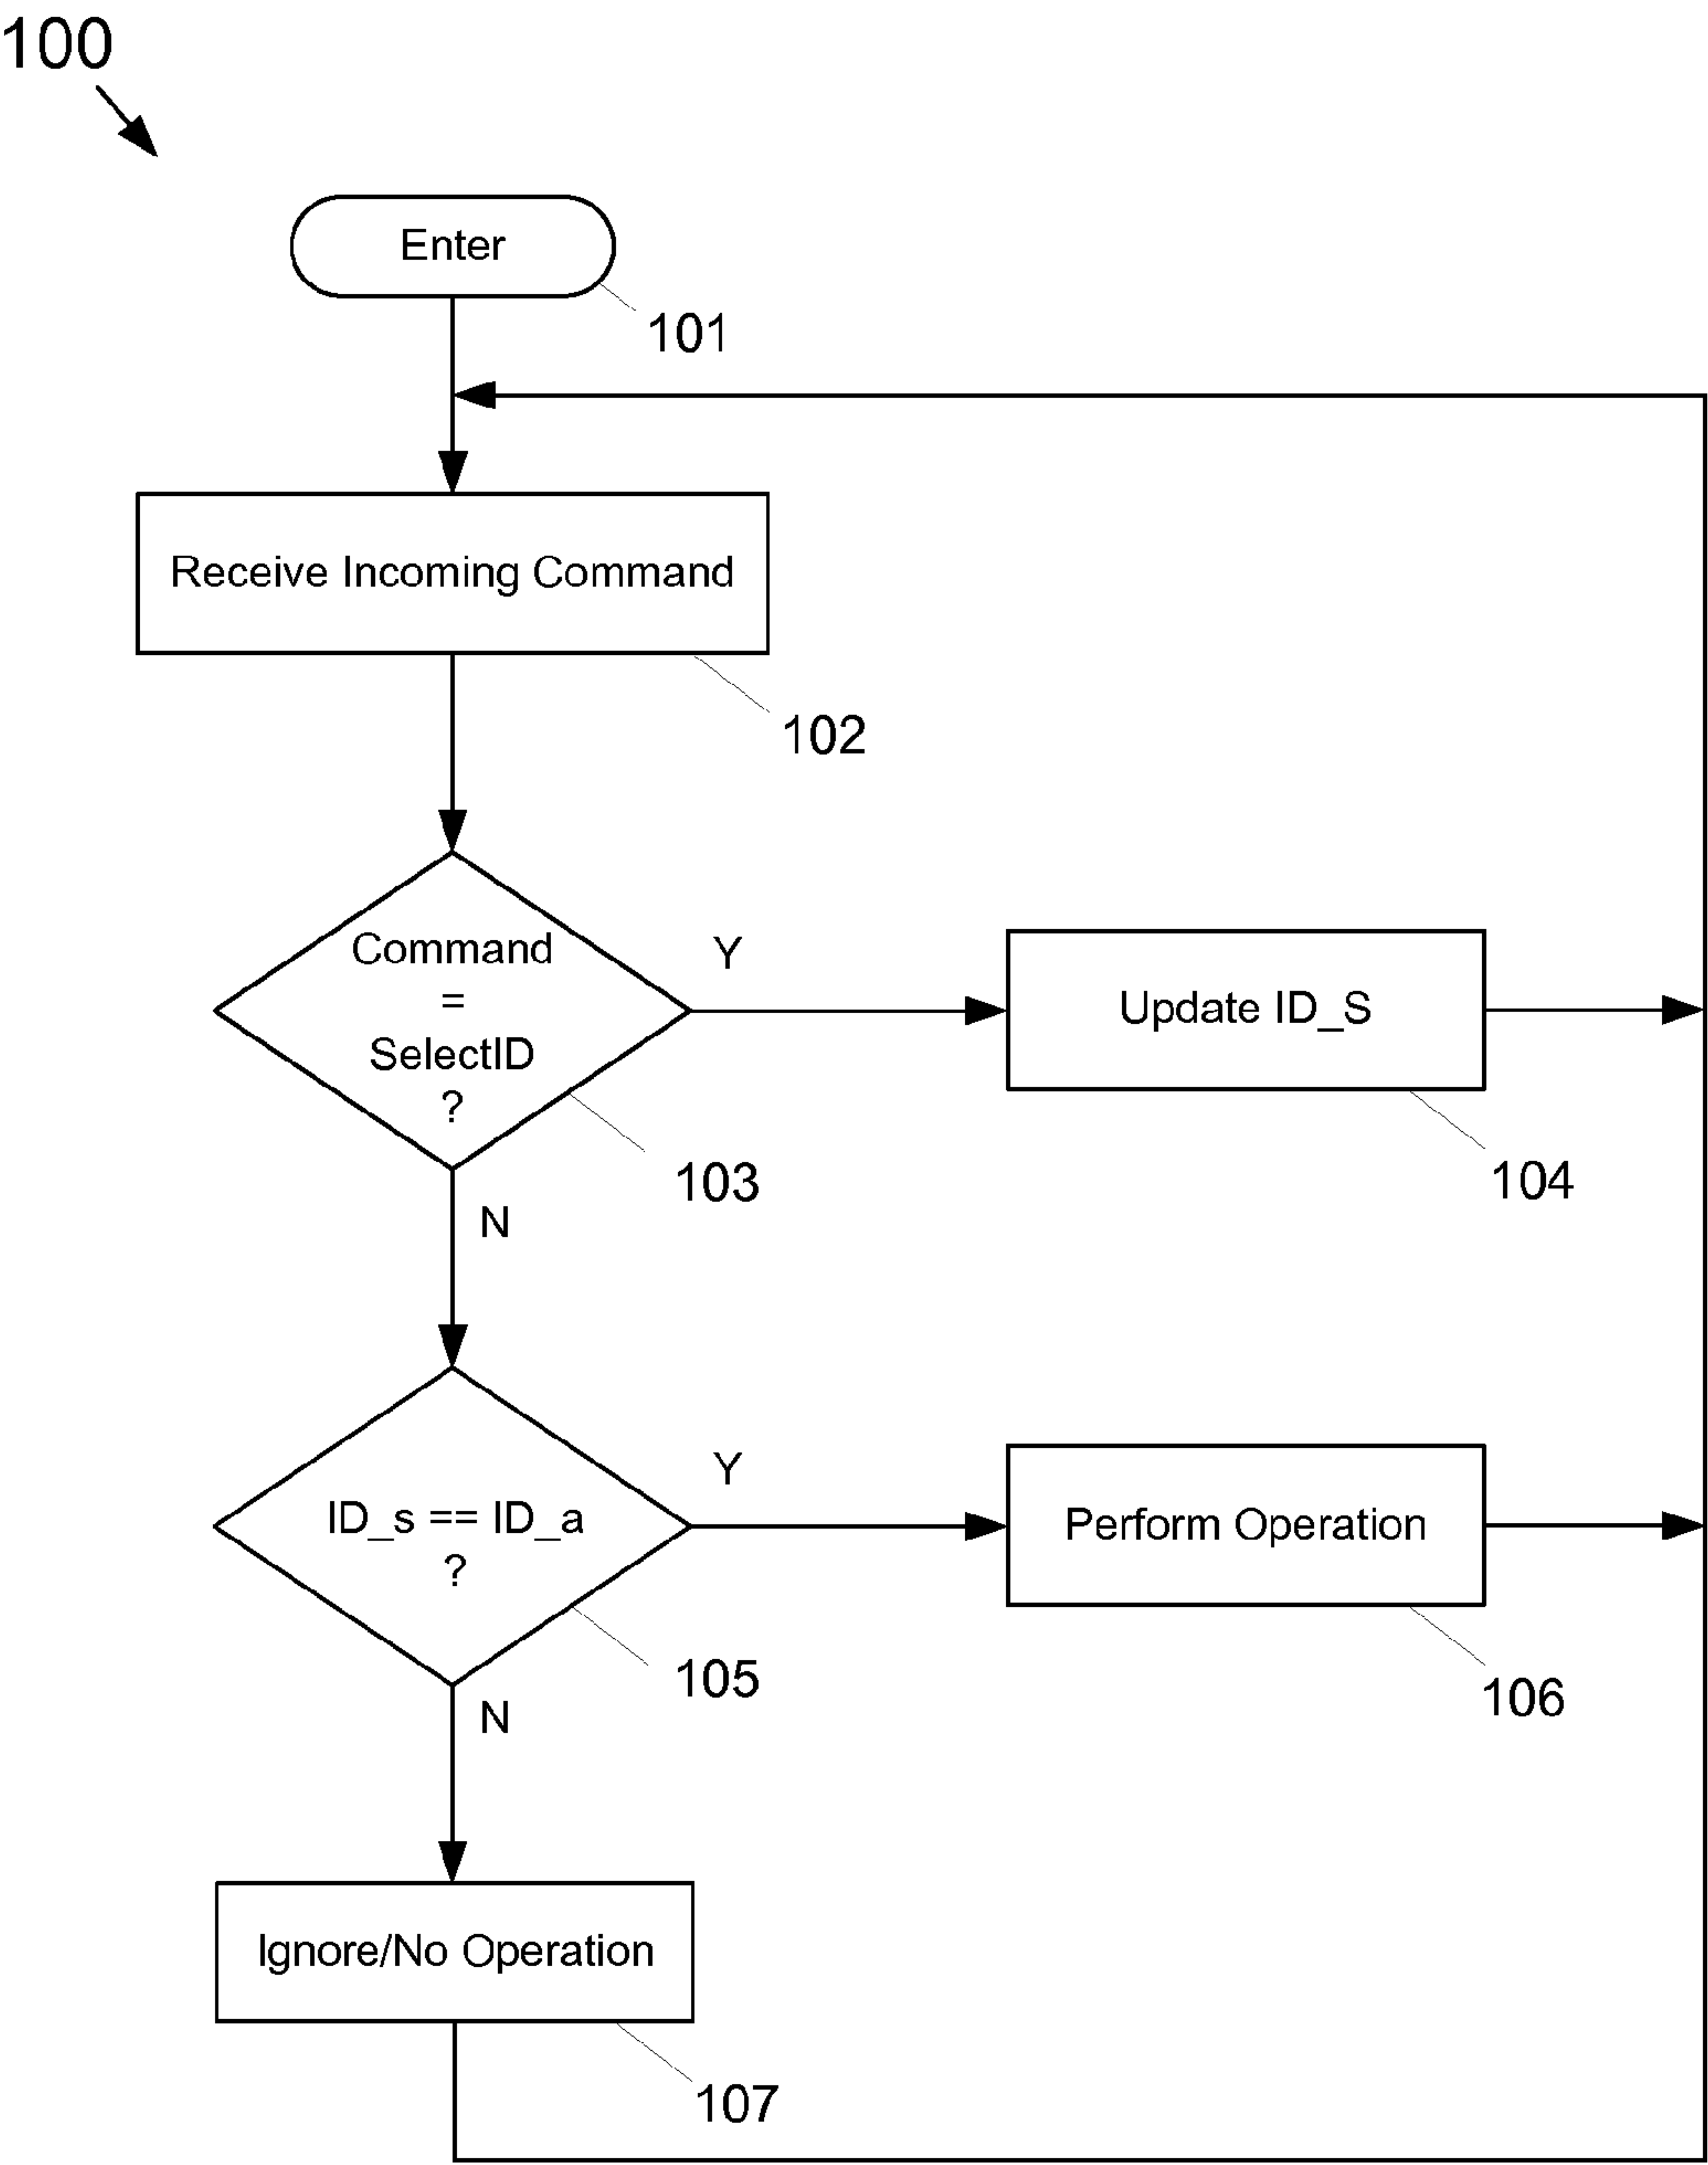 100
Enter
101
Receive Incoming Command
102
Command
=
SelectID
?
103
Y
Update ID_S
104
N
ID_s == ID_a
?
105
Y
Perform Operation
106
N
Ignore/No Operation
107